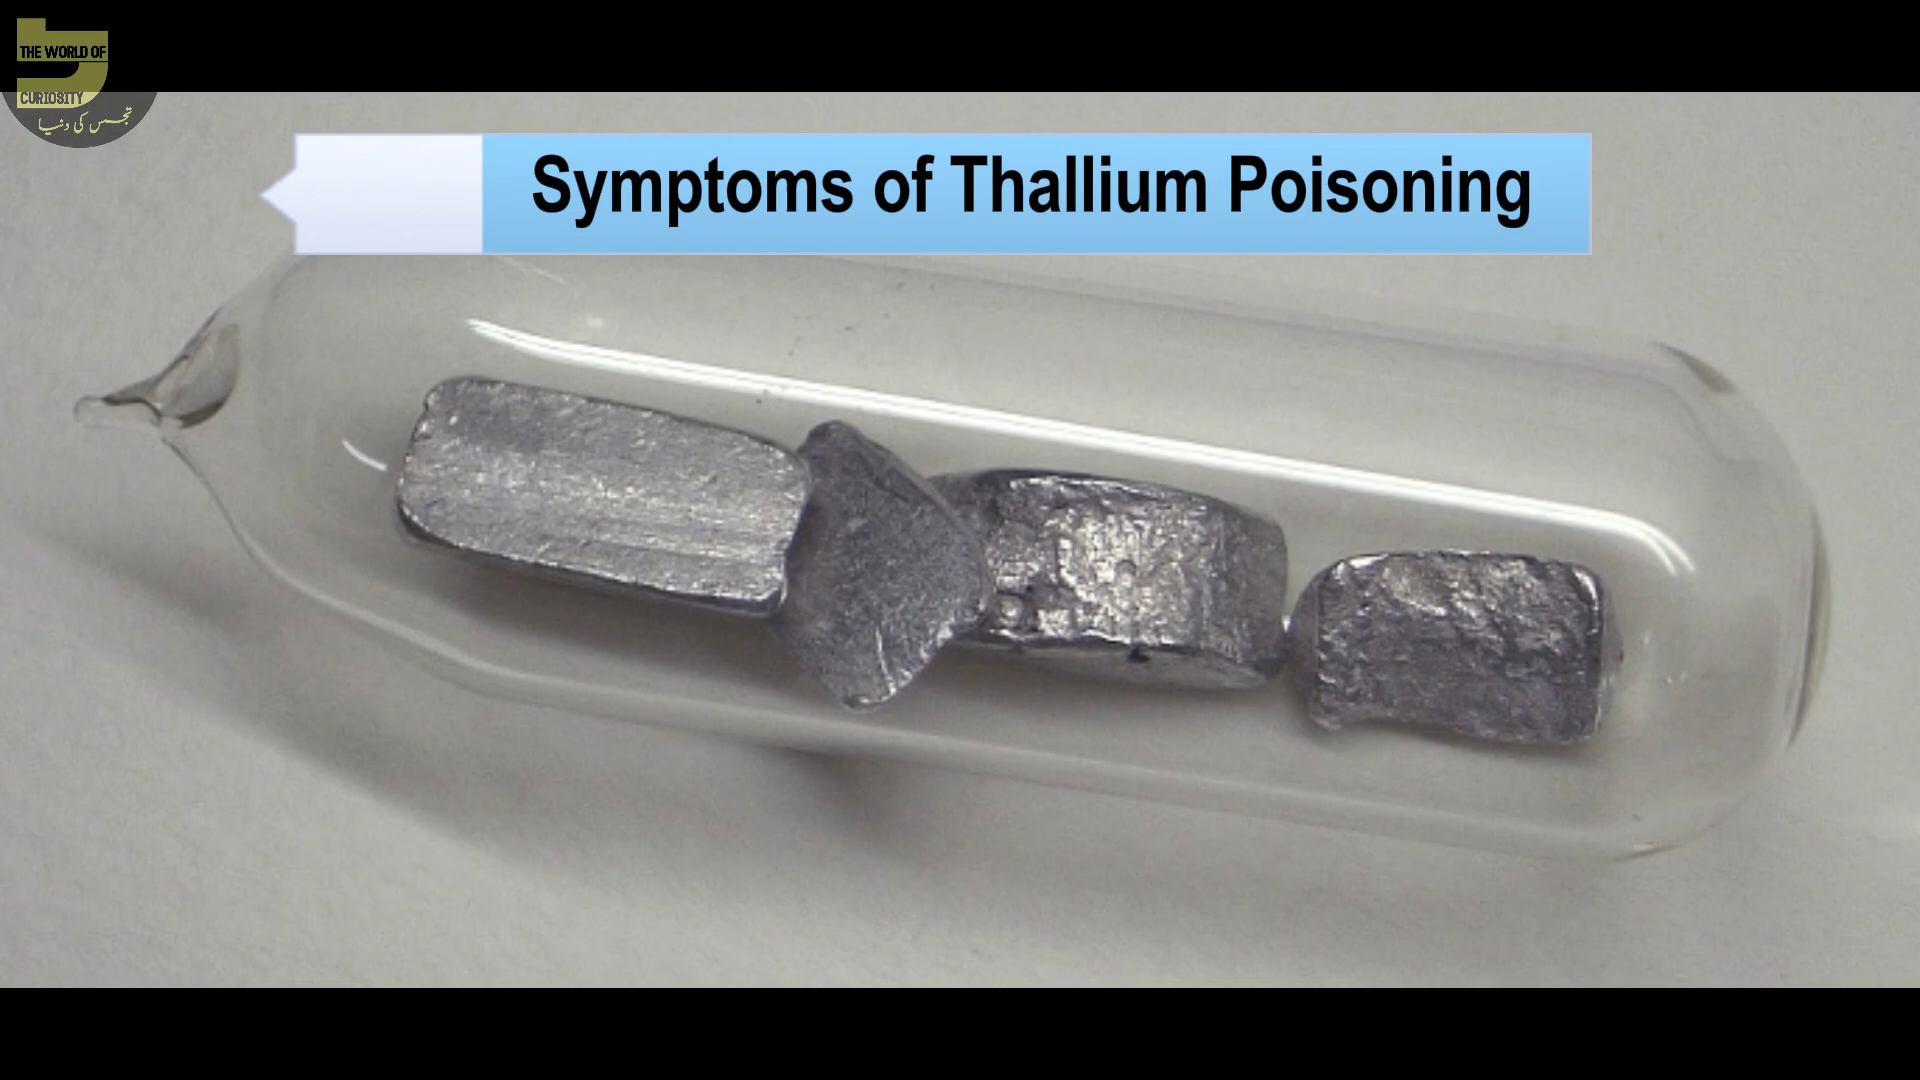 THE WORLD OF
CURIOSITY
تجسس کی دنیا
Symptoms of Thallium Poisoning